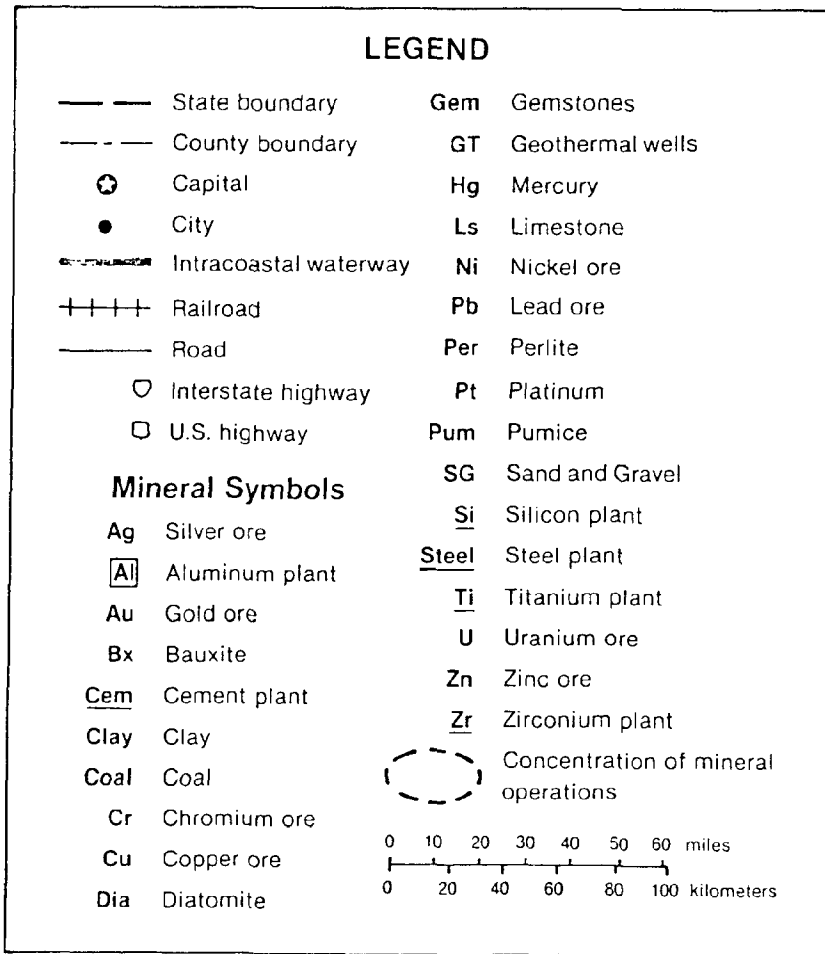 LEGEND
State boundary
County boundary
Capital
City
Intracoastal waterway
Railroad
Road
Interstate highway
U.S. highway
Mineral Symbols
Ag Silver ore
Al Aluminum plant
Au Gold ore
Bx Bauxite
Cem Cement plant
Clay Clay
Coal Coal
Cr Chromium ore
Cu Copper ore
Dia Diatomite
Gem Gemstones
GT Geothermal wells
Hg Mercury
Ls Limestone
Ni Nickel ore
Pb Lead ore
Per Perlite
Pt Platinum
Pum Pumice
SG Sand and Gravel
Si Silicon plant
Steel Steel plant
Ti Titanium plant
U Uranium ore
Zn Zinc ore
Zr Zirconium plant
Concentration of mineral
operations
0 10 20 30 40 50 60 miles
0 20 40 60 80 100 kilometers